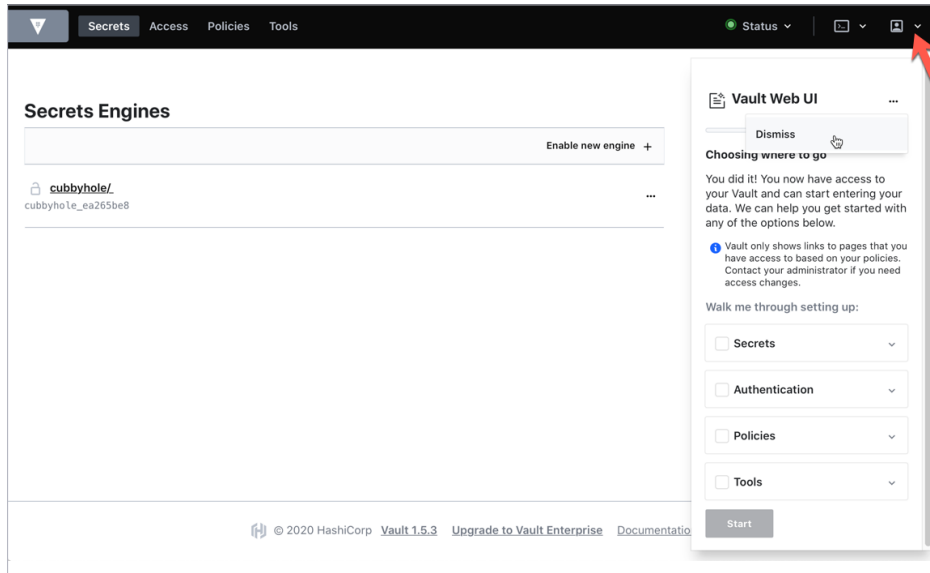 Secrets Access Policies Tools
Status
Secrets Engines
Enable new engine +
cubbyhole/
cubbyhole_ea265be8
Vault Web UI
Dismiss
Choosing where to go
You did it! You now have access to
your Vault and can start entering your
data. We can help you get started with
any of the options below.
Vault only shows links to pages that you
have access to based on your policies.
Contact your administrator if you need
access changes.
Walk me through setting up:
Secrets
Authentication
Policies
Tools
Start
© 2020 HashiCorp Vault 1.5.3 Upgrade to Vault Enterprise Documentatio